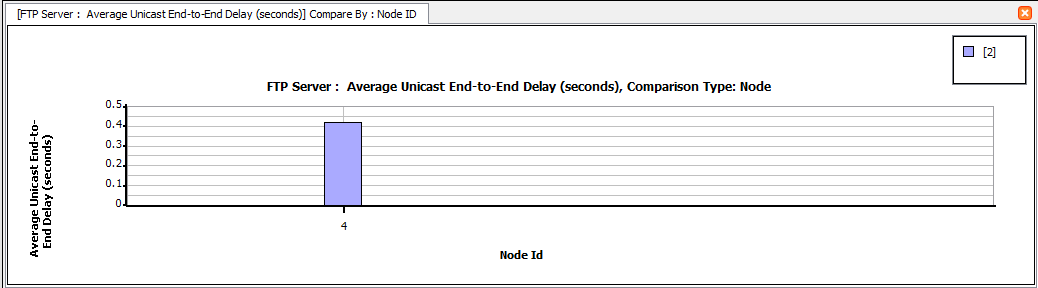 [FTP Server :  Average Unicast End-to-End Delay (seconds)] Compare By : Node ID
[2]
FTP Server :  Average Unicast End-to-End Delay (seconds), Comparison Type: Node
Average Unicast End-to-
End Delay (seconds)
0.5
0.4
0.3
0.2
0.1
0
4
Node Id